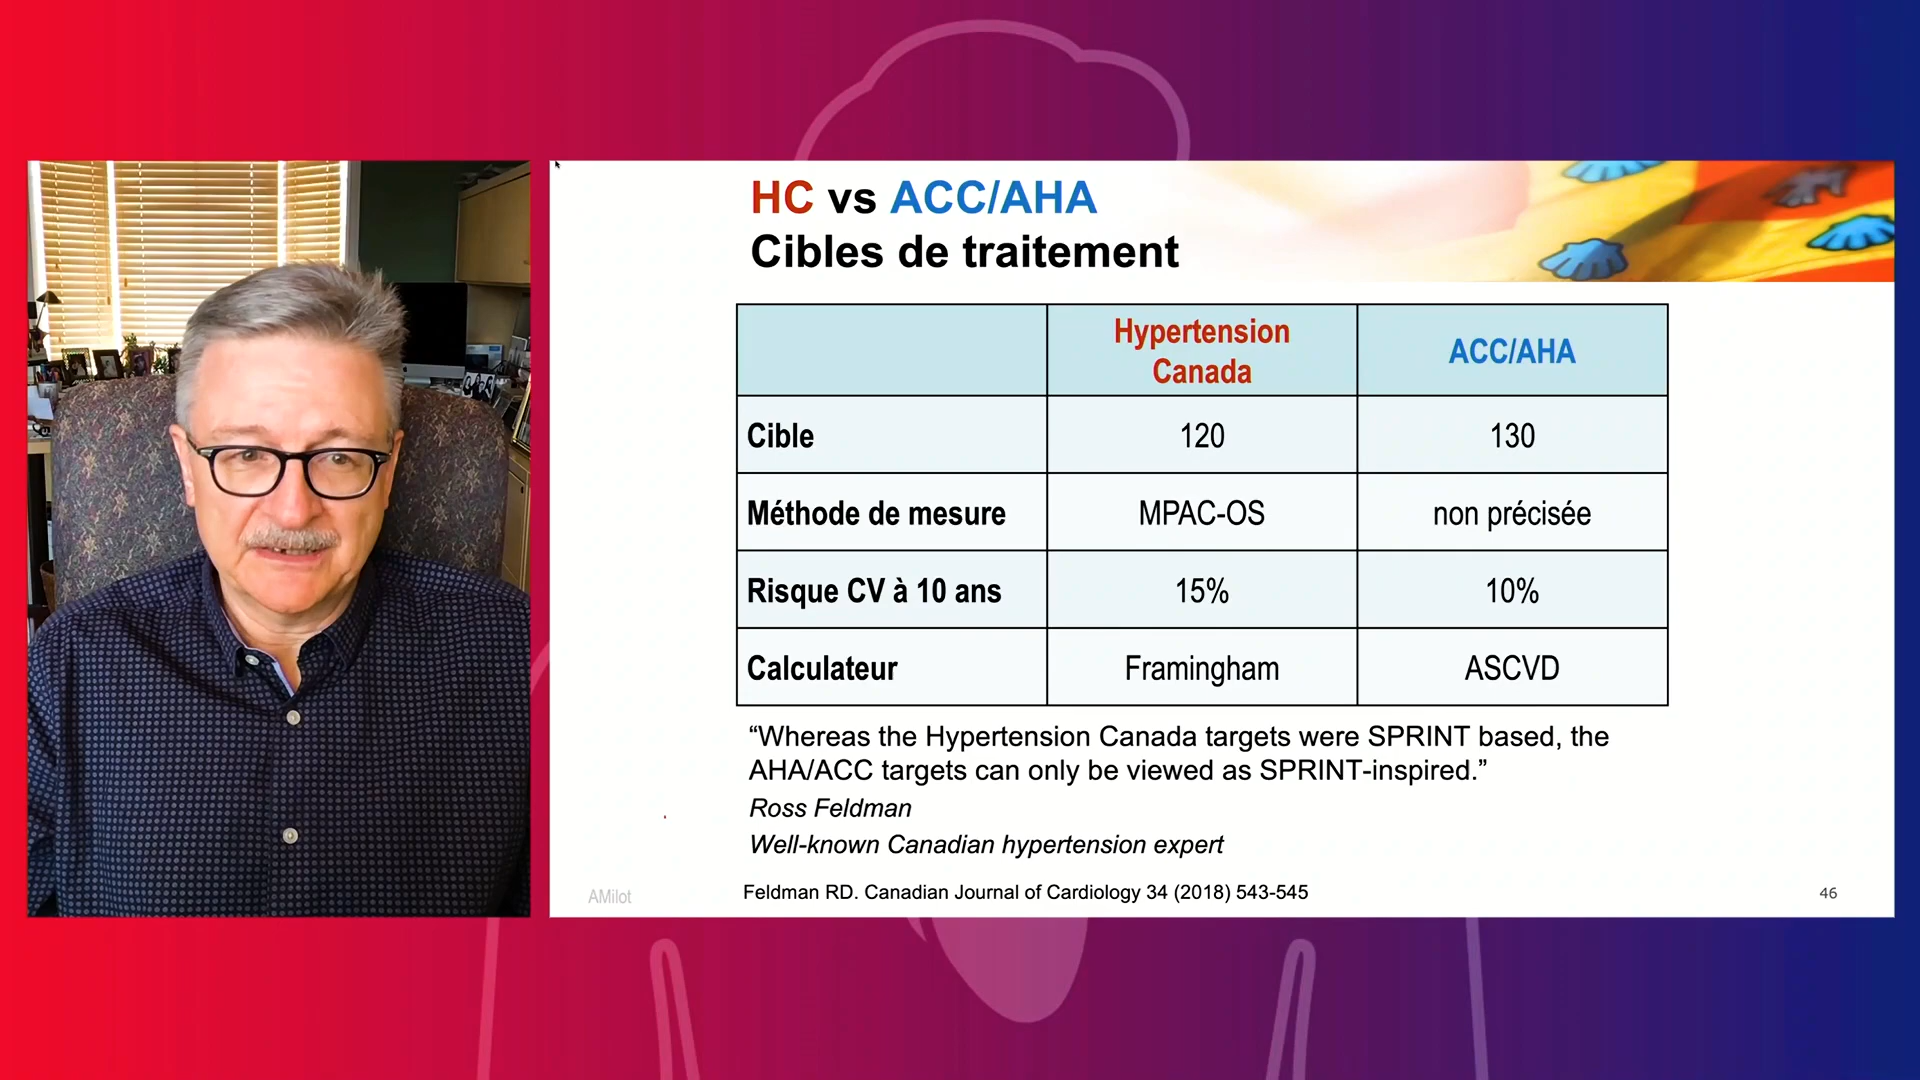 HC vs ACC/AHA
Cibles de traitement
Hypertension
Canada
ACC/AHA
Cible
120
130
Méthode de mesure
MPAC-OS
non précisée
Risque CV à 10 ans
15%
10%
Calculateur
Framingham
ASCVD
“Whereas the Hypertension Canada targets were SPRINT based, the
AHA/ACC targets can only be viewed as SPRINT-inspired.”
Ross Feldman
Well-known Canadian hypertension expert
AMilot
Feldman RD. Canadian Journal of Cardiology 34 (2018) 543-545
46